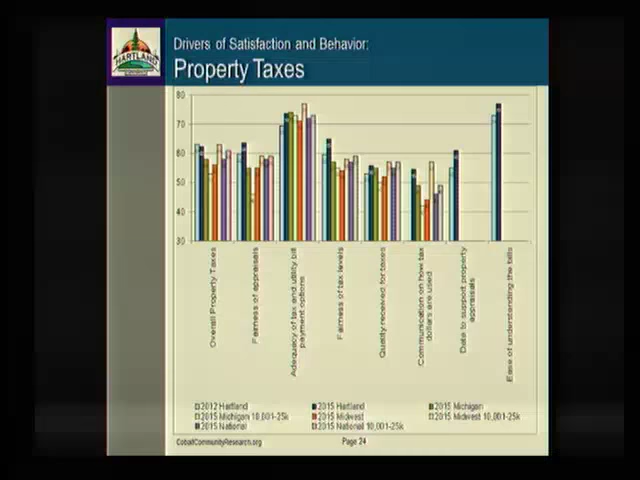 HARTLAND
Drivers of Satisfaction and Behavior:
Property Taxes
80
70
60
50
40
30
Overall Property Taxes
Fairness of appraisals
Adequacy of tax and utility bill
payment options
Fairness of tax levels
Quality received for taxes
Communication on how tax
dollars are used
Date to support property
appraisals
Ease of understanding the bills
2012 Hartland
2015 Hartland
2015 Michigan
2015 Michigan 10,001-25k
2015 Midwest
2015 Midwest 10,001-25k
2015 National
2015 National 10,001-25k
CobaltCommunityResearch.org
Page 24